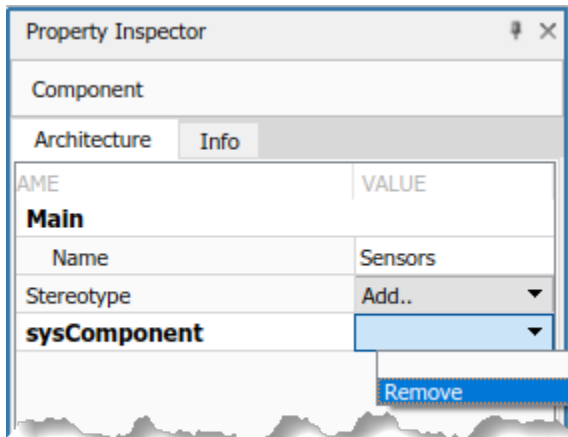 Property Inspector
Component
Architecture Info
AME VALUE
Main
Name Sensors
Stereotype Add..
sysComponent
Remove